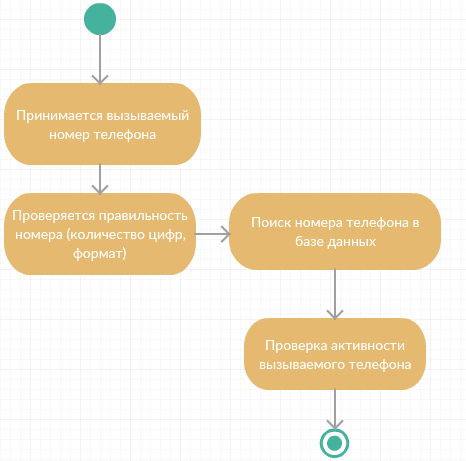 Принимается вызываемый
номер телефона
Проверяется правильность
номера (количество цифр,
формат)
Поиск номера телефона в
базе данных
Проверка активности
вызываемого телефона